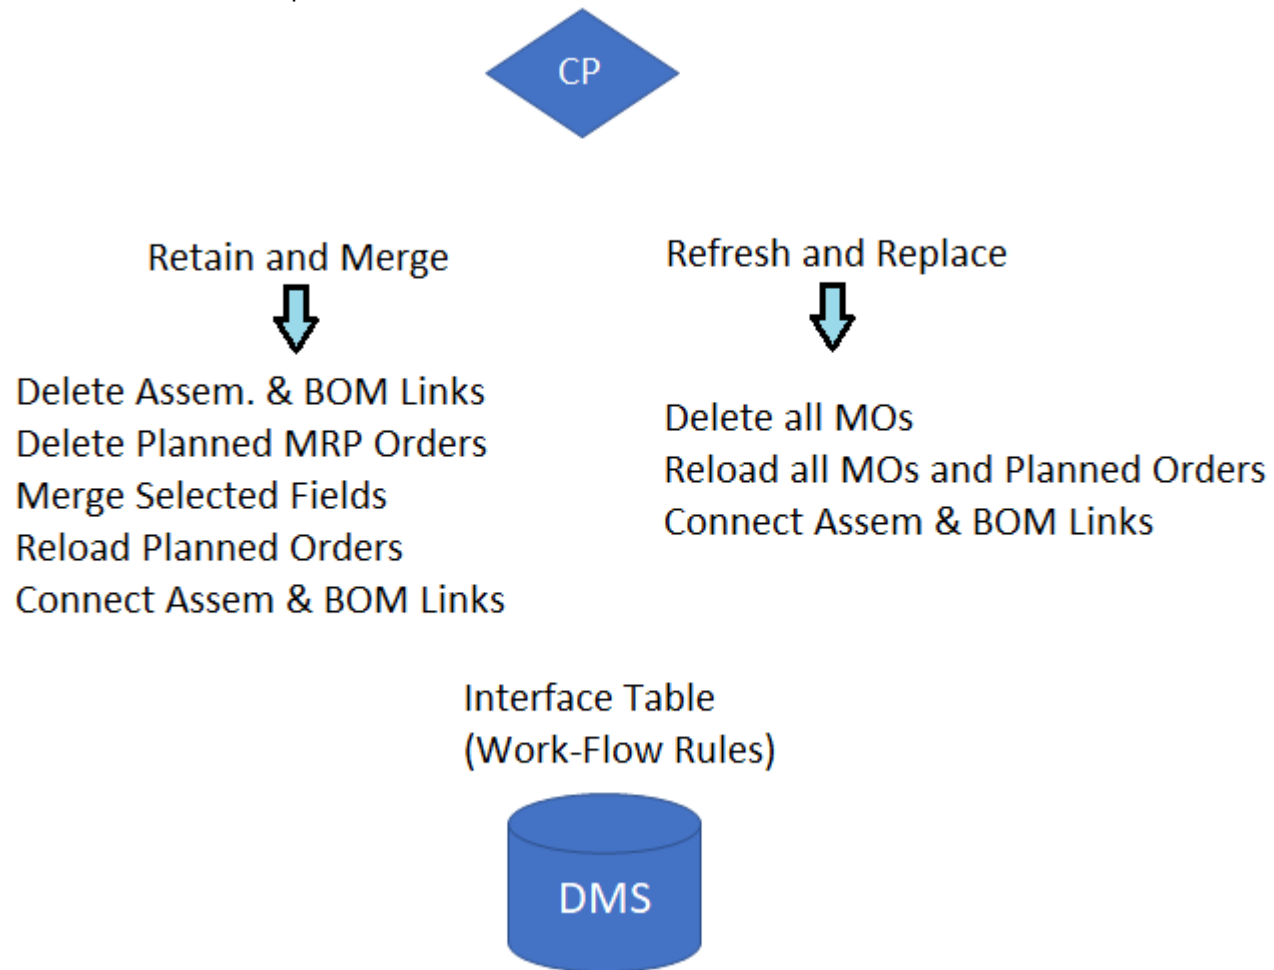 CP
Retain and Merge
Delete Assem. & BOM Links
Delete Planned MRP Orders
Merge Selected Fields
Reload Planned Orders
Connect Assem & BOM Links
Refresh and Replace
Delete all MOs
Reload all MOs and Planned Orders
Connect Assem & BOM Links
Interface Table
(Work-Flow Rules)
DMS